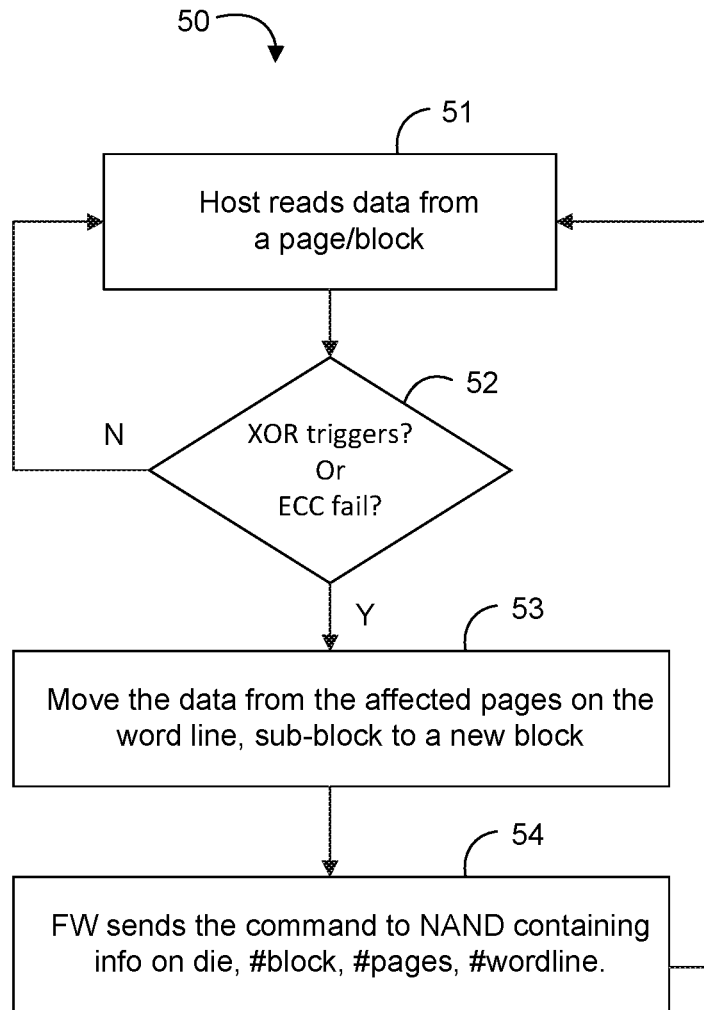 50
51
Host reads data from
a page/block
52
N
XOR triggers?
Or
ECC fail?
Y
53
Move the data from the affected pages on the
word line, sub-block to a new block
54
FW sends the command to NAND containing
info on die, #block, #pages, #wordline.